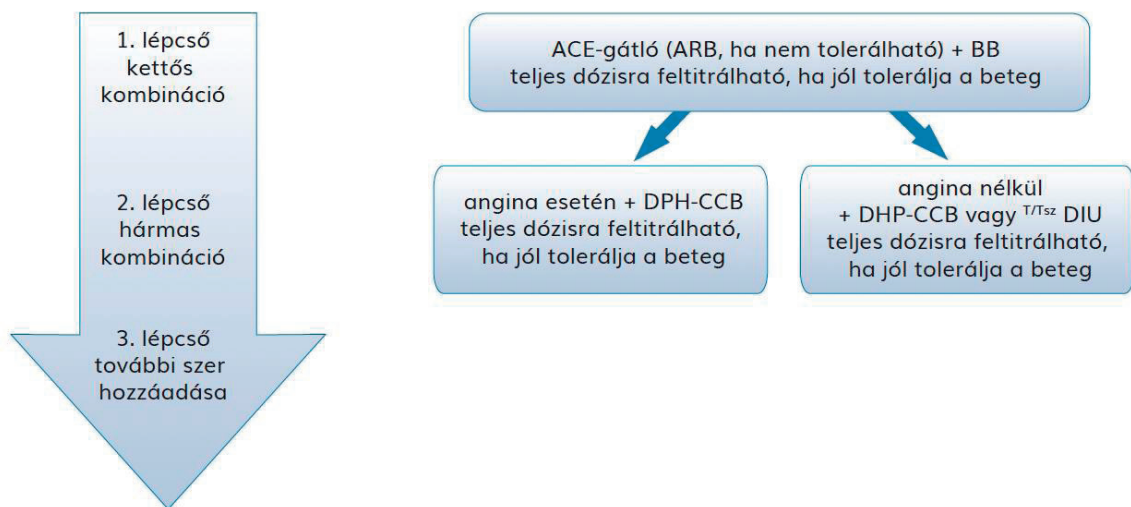 1. lépcső
kettős
kombináció
2. lépcső
hármas
kombináció
3. lépcső
további szer
hozzáadása
ACE-gátló (ARB, ha nem tolerálható) + BB
teljes dózisra feltitrálható, ha jól tolerálja a beteg
angina esetén + DPH-CCB
teljes dózisra feltitrálható,
ha jól tolerálja a beteg
angina nélkül
+ DHP-CCB vagy T/Tsz DIU
teljes dózisra feltitrálható,
ha jól tolerálja a beteg